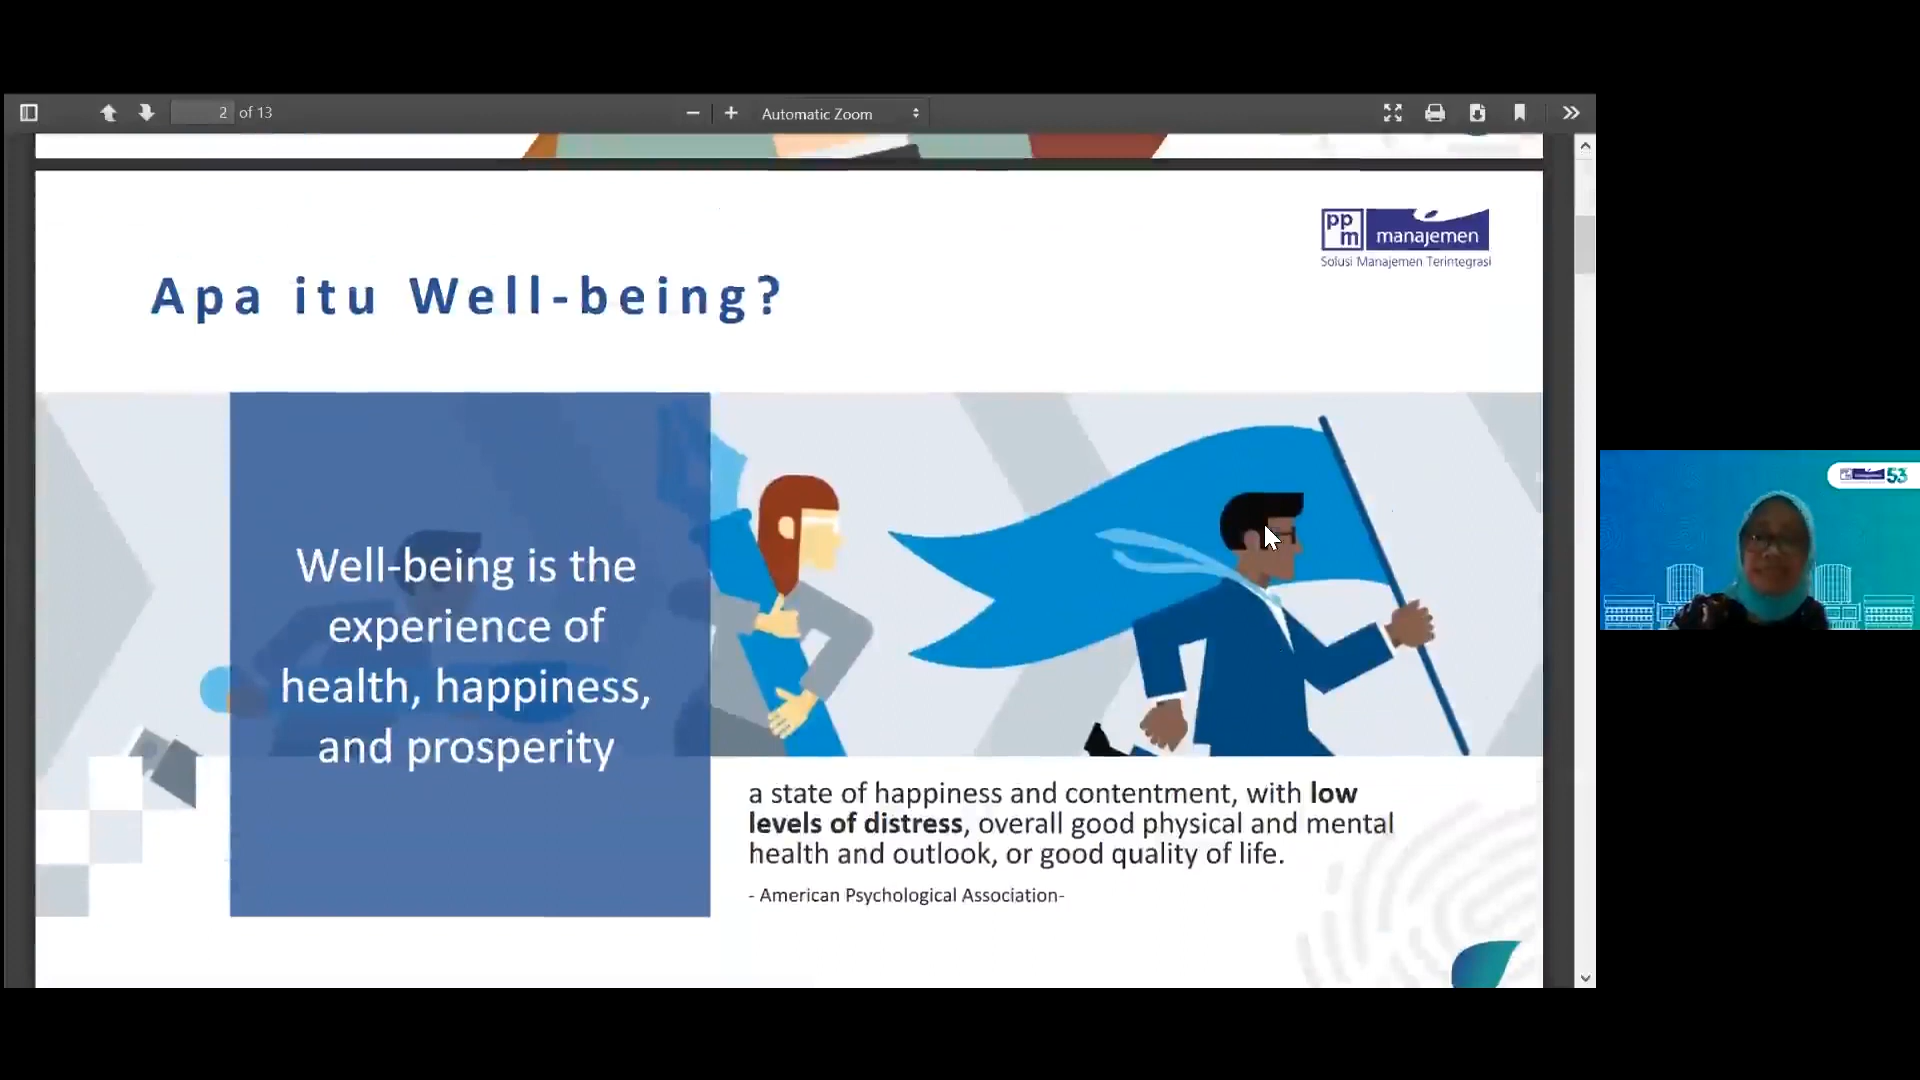 2 of 13
Automatic Zoom
ppm manajemen
Solusi Manajemen Terintegrasi
Apa itu Well-being?
Well-being is the
experience of
health, happiness,
and prosperity
a state of happiness and contentment, with low
levels of distress, overall good physical and mental
health and outlook, or good quality of life.
- American Psychological Association-
53